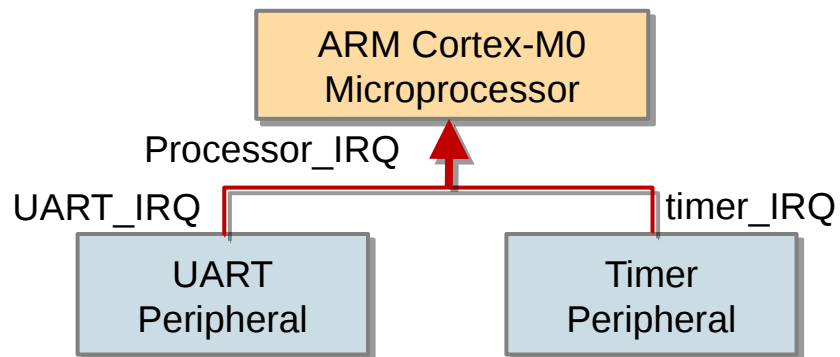 ARM Cortex-M0
Microprocessor
Processor_IRQ
UART_IRQ
timer_IRQ
UART
Peripheral
Timer
Peripheral